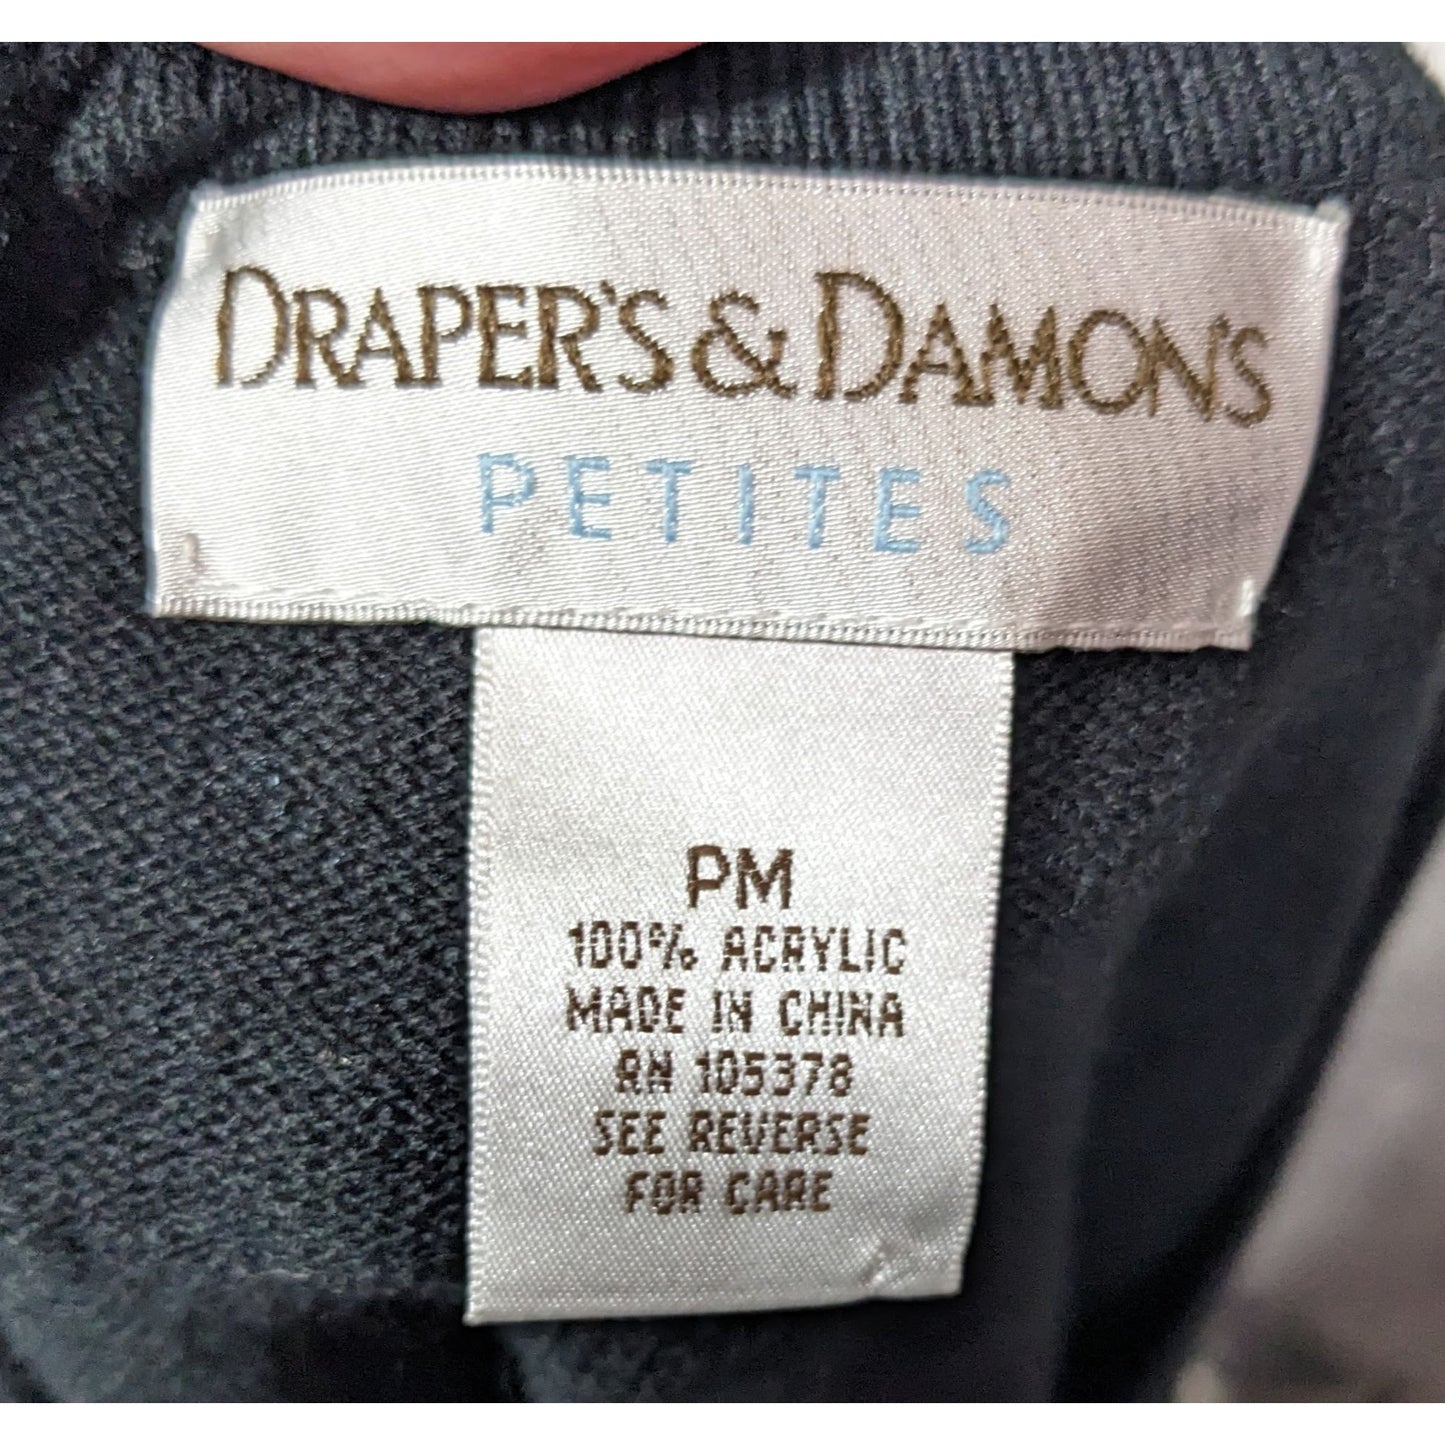 DRAPER'S & DAMON'S
PETITES
PM
100% ACRYLIC
MADE IN CHINA
RN 105378
SEE REVERSE
FOR CARE